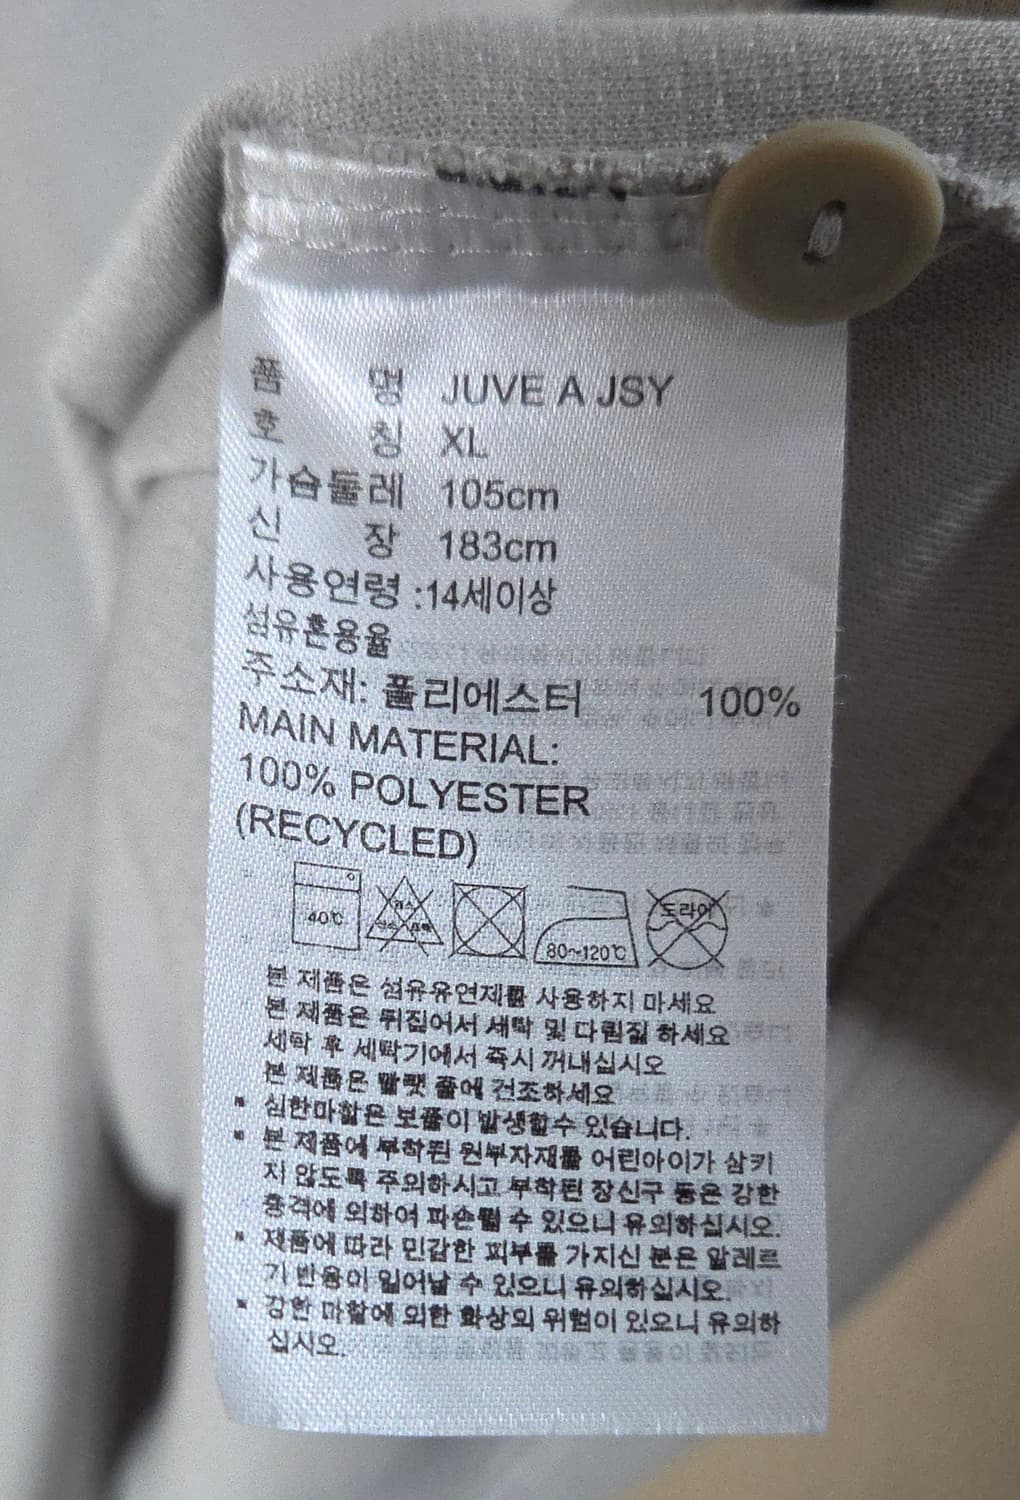 품 명 JUVE A JSY
호 칭 XL
가슴둘레 105cm
신 장 183cm
사용연령 :14세이상
섬유혼용율
주소재: 폴리에스터 100%
MAIN MATERIAL:
100% POLYESTER
(RECYCLED)
40℃ 80~120℃ 드라이
본 제품은 섬유유연제를 사용하지 마세요
본 제품은 뒤집어서 세탁 및 다림질 하세요
세탁 후 세탁기에서 즉시 꺼내십시오
본 제품은 말랫 줄에 건조하세요
▪ 심한마찰은 보풀이 발생할수 있습니다.
▪ 본 제품에 부착된 원부자재를 어린아이가 삼키
지 않도록 주의하시고 부착된 장신구 등은 강한
충격에 의하여 파손될 수 있으니 유의하십시오.
▪ 제품에 따라 민감한 피부를 가지신 분은 알레르
기 반응이 일어날 수 있으니 유의하십시오.
▪ 강한 마찰에 의한 화상의 위험이 있으니 유의하
십시오.